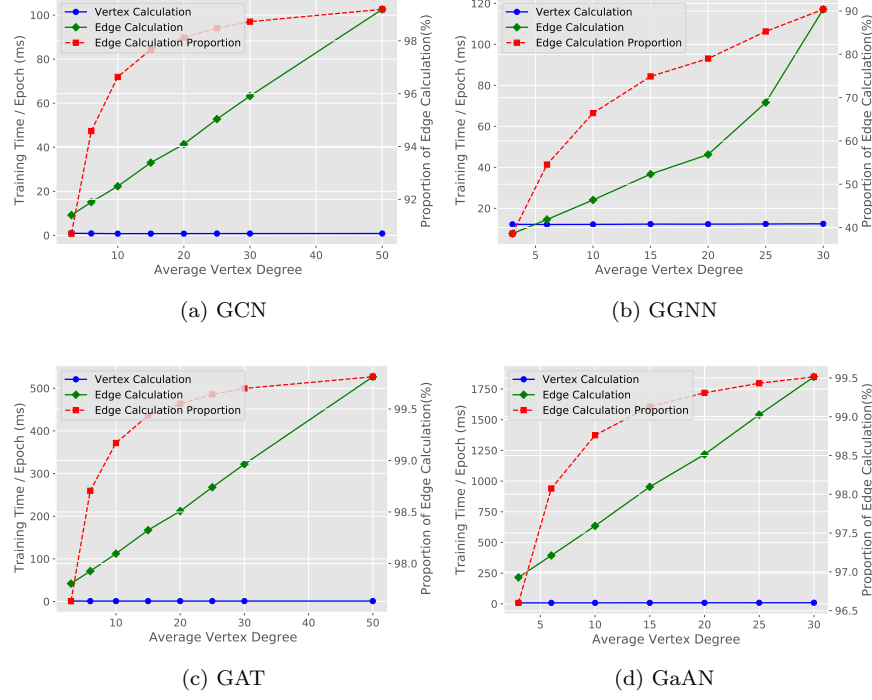 Vertex Calculation
Edge Calculation
Edge Calculation Proportion
Training Time / Epoch (ms)
0
20
40
60
80
100
10
20
30
40
50
Average Vertex Degree
92
94
96
98
Proportion of Edge Calculation(%)
(a) GCN
Vertex Calculation
Edge Calculation
Edge Calculation Proportion
Training Time / Epoch (ms)
20
40
60
80
100
120
5
10
15
20
25
30
Average Vertex Degree
40
50
60
70
80
90
Proportion of Edge Calculation(%)
(b) GGNN
Vertex Calculation
Edge Calculation
Edge Calculation Proportion
Training Time / Epoch (ms)
0
100
200
300
400
500
10
20
30
40
50
Average Vertex Degree
98.0
98.5
99.0
99.5
Proportion of Edge Calculation(%)
(c) GAT
Vertex Calculation
Edge Calculation
Edge Calculation Proportion
Training Time / Epoch (ms)
0
250
500
750
1000
1250
1500
1750
5
10
15
20
25
30
Average Vertex Degree
96.5
97.0
97.5
98.0
98.5
99.0
99.5
Proportion of Edge Calculation(%)
(d) GaAN